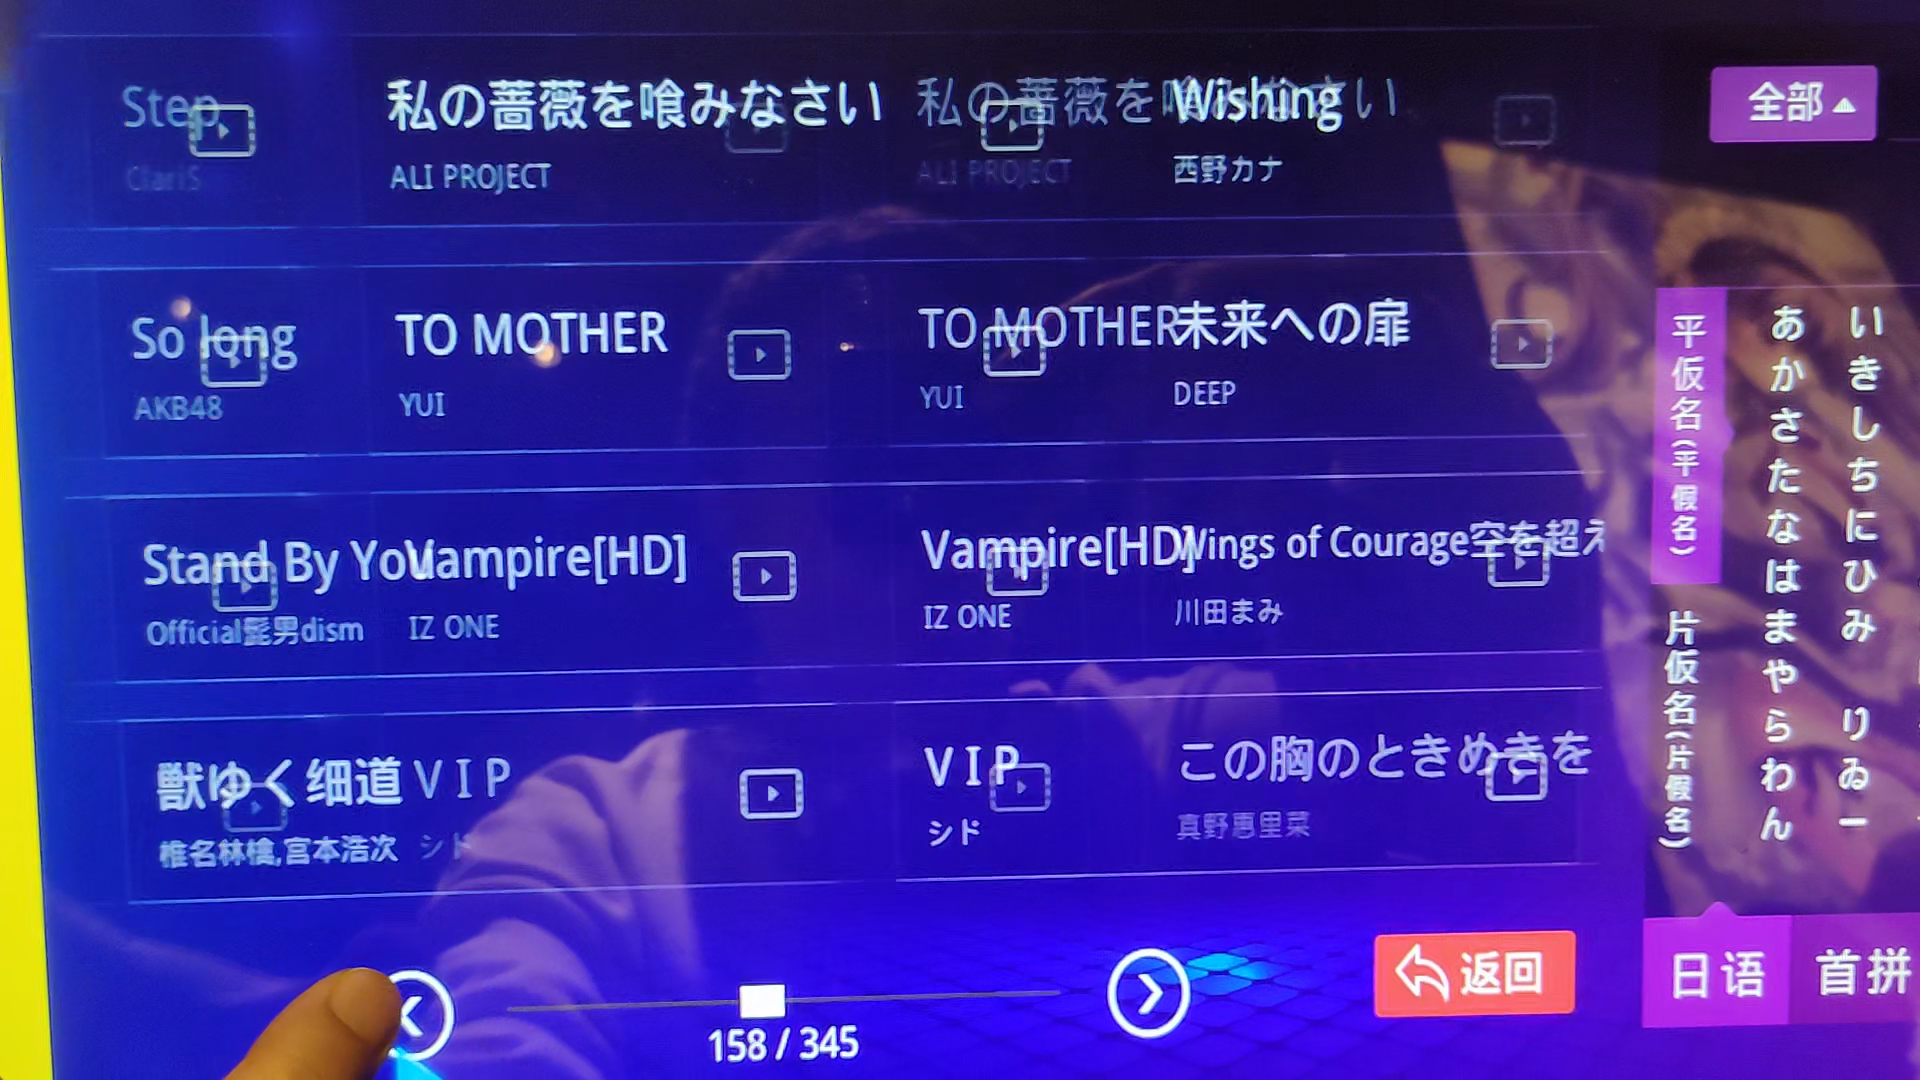 Step
ClariS
私の薔薇を喰みなさい
ALI PROJECT
私の薔薇を喰みなさい
ALI PROJECT
Wishing
西野カナ
全部
So long
AKB48
TO MOTHER
YUI
TO MOTHER
YUI
未来への扉
DEEP
Stand By You
Official髭男dism
Vampire[HD]
IZ ONE
Vampire[HD]
IZ ONE
Wings of Courage空を超え
川田まみ
獣ゆく细道
椎名林檎,宮本浩次
V I P
シド
V I P
シド
この胸のときめきを
真野恵里菜
平仮名(平假名)
片仮名(片假名)
あかさたなはまやらわん
いきしちにひみ りゐー
158 / 345
返回
日语
首拼